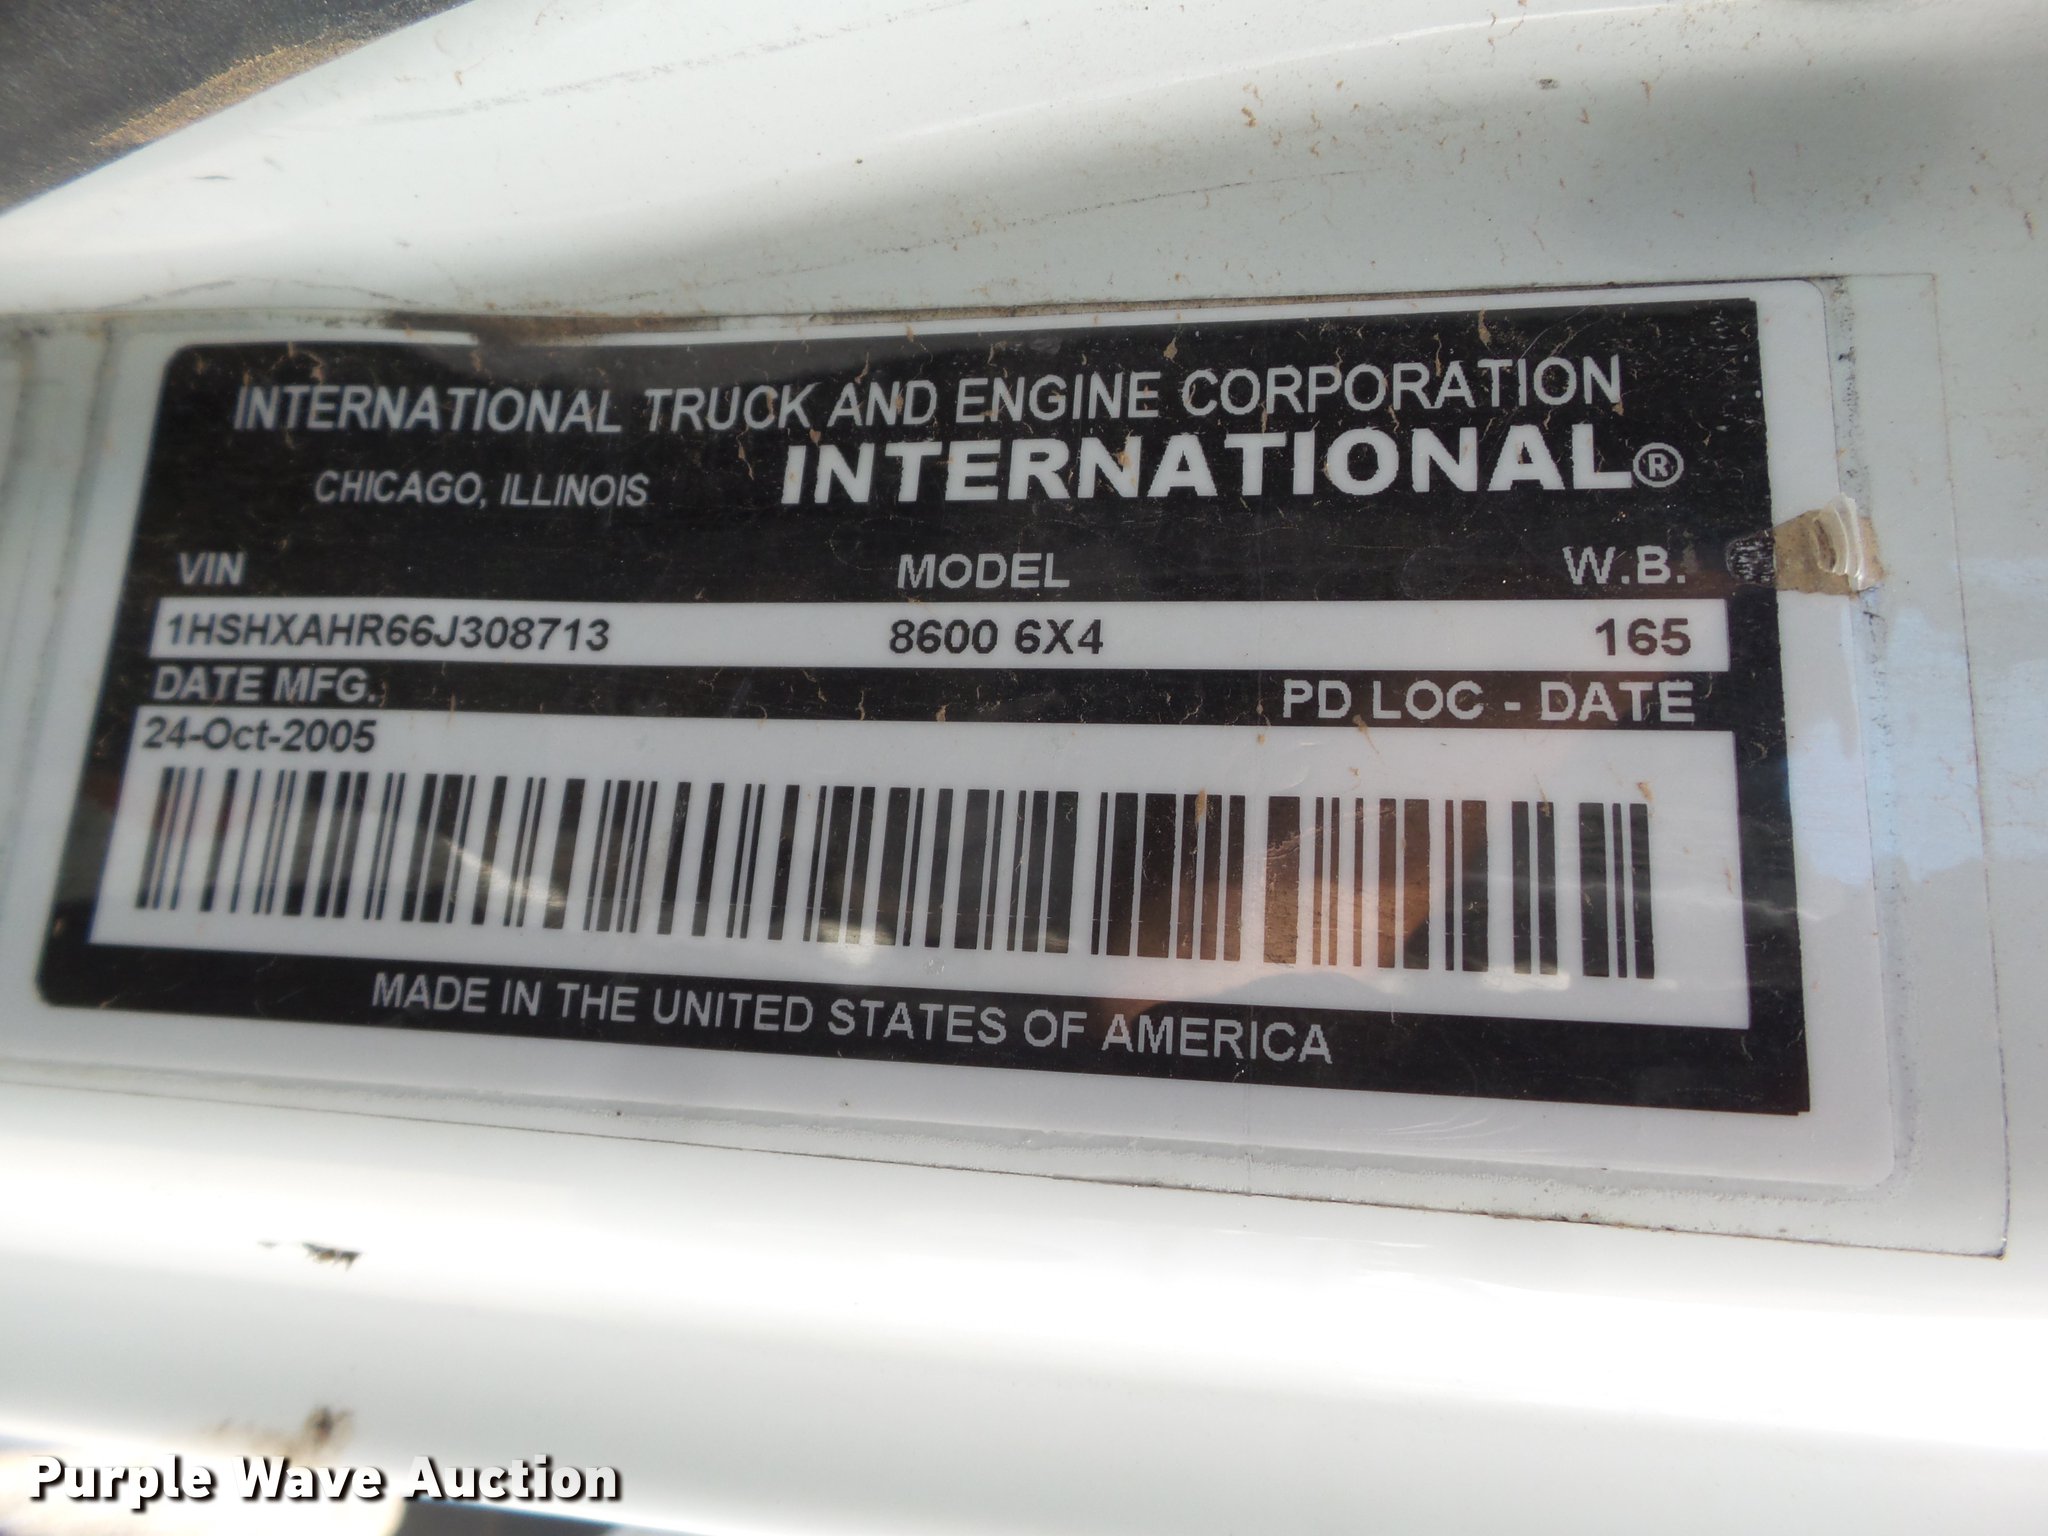 INTERNATIONAL TRUCK AND ENGINE CORPORATION
CHICAGO, ILLINOIS INTERNATIONAL®
VIN MODEL W.B.
1HSHXAHR66J308713 8600 6X4 165
DATE MFG. PD LOC - DATE
24-Oct-2005
MADE IN THE UNITED STATES OF AMERICA
Purple Wave Auction